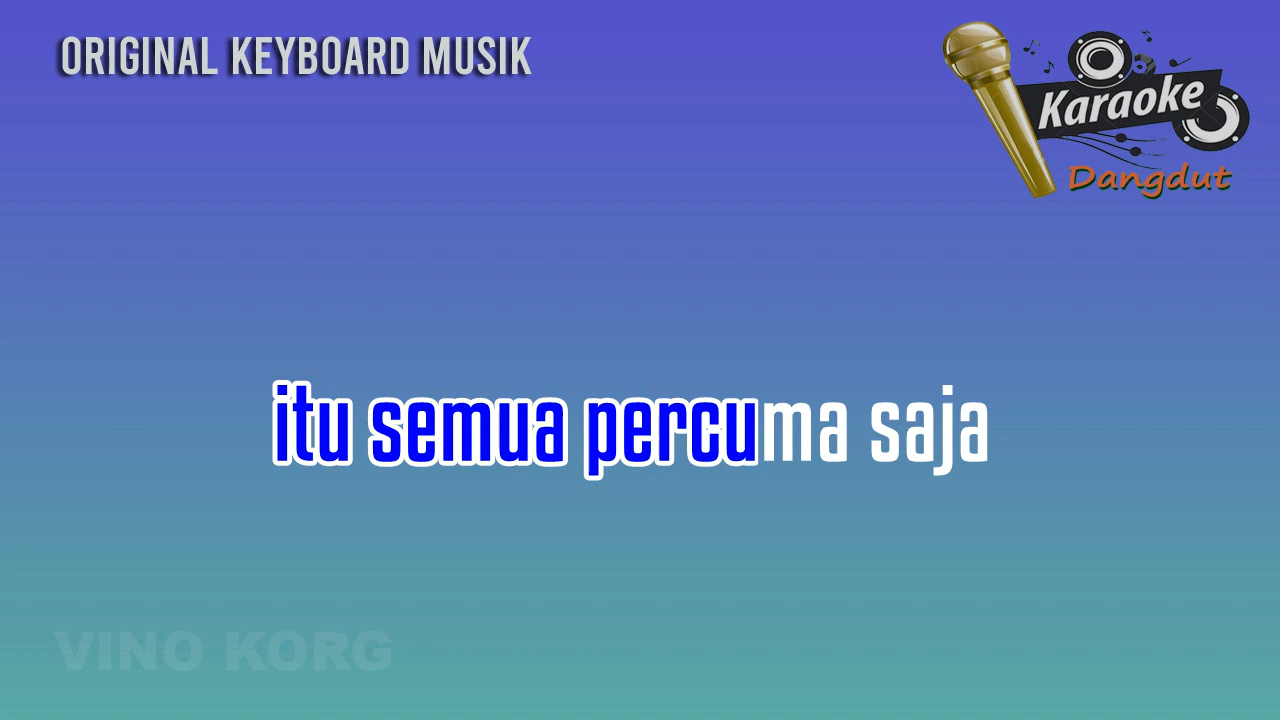 ORIGINAL KEYBOARD MUSIK
Karaoke
Dangdut
itu semua percuma saja
VINO KORG